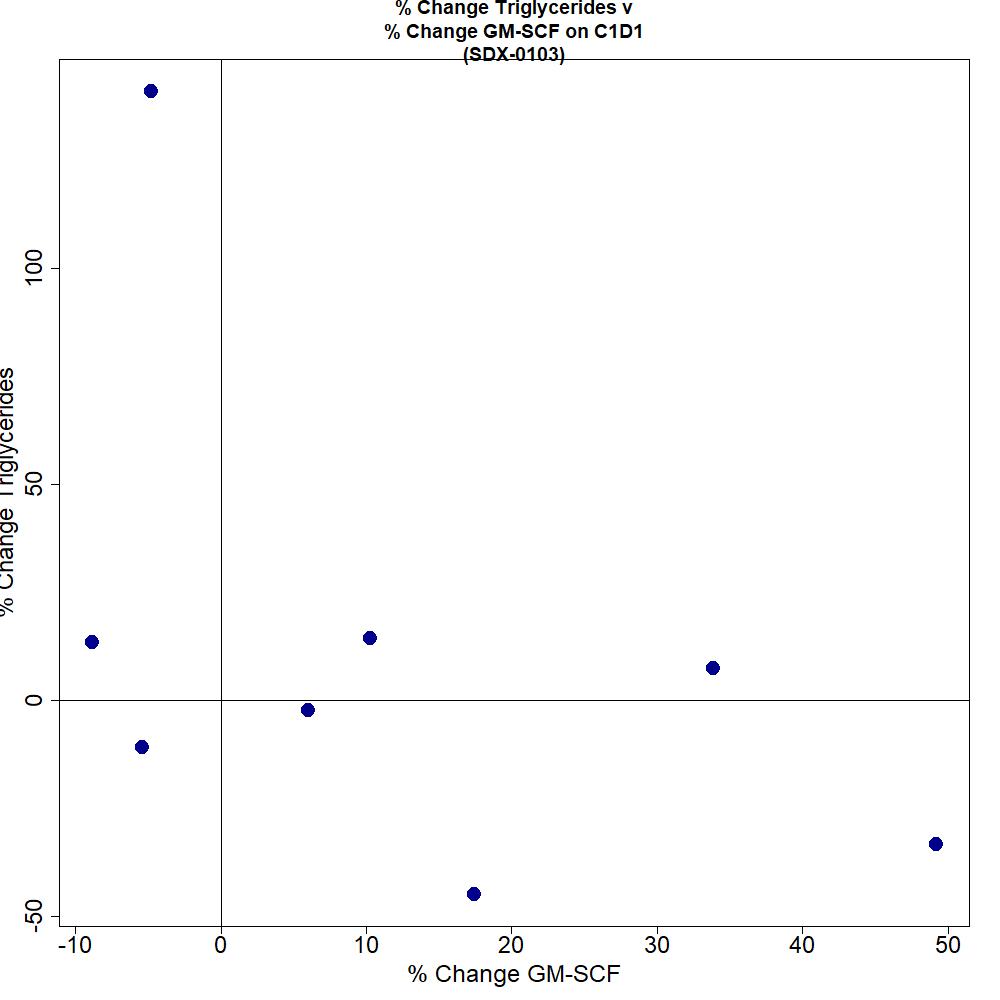 % Change Triglycerides v
% Change GM-SCF on C1D1
(SDX-0103)
% Change Triglycerides
100
50
0
-50
-10 0 10 20 30 40 50
% Change GM-SCF